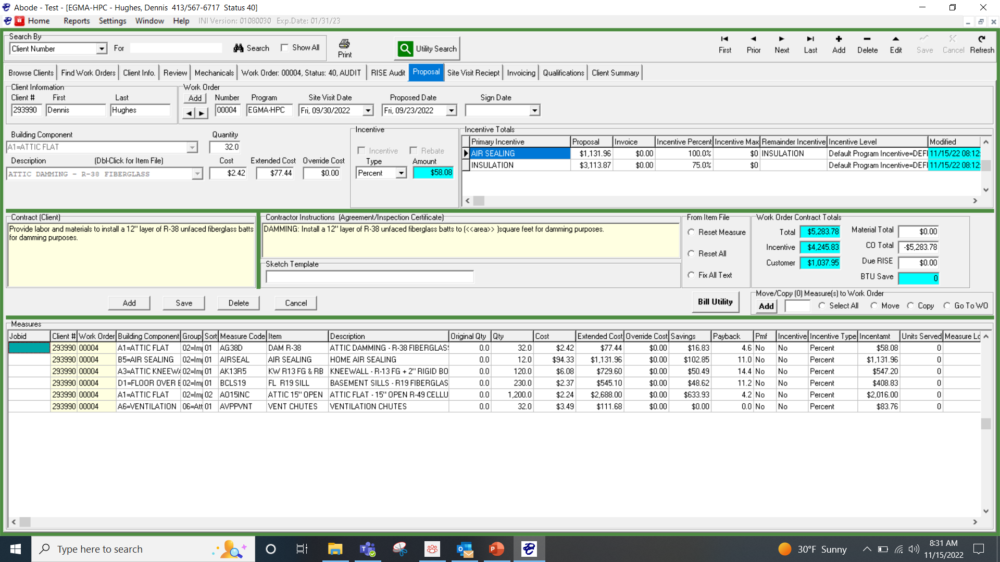 Abode - Test - [EGMA-HPC - Hughes, Dennis  413/567-6717  Status 40]
Home Reports Settings Window Help INI Version: 01080030 Exp.Date: 01/31/23
Search By
Client Number For Search Show All Print Utility Search First Prior Next Last Add Delete Edit Save Cancel Refresh
Browse Clients Find Work Orders Client Info. Review Mechanicals Work Order: 00004, Status: 40, AUDIT RISE Audit Proposal Site Visit Reciept Invoicing Qualifications Client Summary
Client Information Work Order
Client # First Last Add Number Program Site Visit Date Proposed Date Sign Date
293990 Dennis Hughes 00004 EGMA-HPC Fri, 09/30/2022 Fri, 09/23/2022
Building Component Quantity Incentive Incentive Totals
A1=ATTIC FLAT 32.0 Incentive Rebate
Description (Dbl-Click for Item File) Cost Extended Cost Override Cost Type Amount
ATTIC DAMMING - R-38 FIBERGLASS $2.42 $77.44 $0.00 Percent $58.08
Primary Incentive Proposal Invoice Incentive Percent Incentive Max Remainder Incentive Incentive Level Modified
AIR SEALING $1,131.96 $0.00 100.0% $0 INSULATION Default Program Incentive=DEFI 11/15/22 08:12:
INSULATION $3,113.87 $0.00 75.0% $0 Default Program Incentive=DEFI 11/15/22 08:12:
Contract (Client)
Provide labor and materials to install a 12" layer of R-38 unfaced fiberglass batts
for damming purposes.
Contractor Instructions  (Agreement/Inspection Certificate)
DAMMING: Install a 12" layer of R-38 unfaced fiberglass batts to (<<area>> )square feet for damming purposes.
Sketch Template
From Item File
Reset Measure
Reset All
Fix All Text
Work Order Contract Totals
Total $5,283.78 Material Total $0.00
Incentive $4,245.83 CO Total -$5,283.78
Customer $1,037.95 Due RISE $0.00
BTU Save 0
Add Save Delete Cancel Bill Utility
Move/Copy (0) Measure(s) to Work Order
Add Select All Move Copy Go To WO
Measures
Jobid Client # Work Order Building Component Group Sort Measure Code Item Description Original Qty Qty Cost Extended Cost Override Cost Savings Payback Pmf Incentive Incentive Type Incentamt Units Served Measure Lo
293990 00004 A1=ATTIC FLAT 02=Im 01 AG38D DAM R-38 ATTIC DAMMING - R-38 FIBERGLAS 0.0 32.0 $2.42 $77.44 $0.00 $16.83 4.6 No No Percent $58.08 0
293990 00004 B5=AIR SEALING 02=Im 01 AIRSEAL AIR SEALING HOME AIR SEALING 0.0 12.0 $94.33 $1,131.96 $0.00 $102.85 11.0 No No Percent $1,131.96 0
293990 00004 A3=ATTIC KNEEW 02=Im 01 AK13R5 KW R13 FG & RB KNEEWALL - R-13 FG + 2" RIGID BO 0.0 120.0 $6.08 $729.60 $0.00 $50.49 14.4 No No Percent $547.20 0
293990 00004 D1=FLOOR OVER 02=Im 01 BCLS19 FL  R19 SILL BASEMENT SILLS - R19 FIBERGLAS 0.0 230.0 $2.37 $545.10 $0.00 $48.62 11.2 No No Percent $408.83 0
293990 00004 A1=ATTIC FLAT 02=Im 02 AO15INC ATTIC 15" OPEN ATTIC FLAT - 15" OPEN R-49 CELLU 0.0 1,200.0 $2.24 $2,688.00 $0.00 $633.93 4.2 No No Percent $2,016.00 0
293990 00004 A6=VENTILATION 06=Att 01 AVPPVNT VENT CHUTES VENTILATION CHUTES 0.0 32.0 $3.49 $111.68 $0.00 $0.00 0.0 No No Percent $83.76 0
Type here to search 30°F Sunny 8:31 AM
11/15/2022